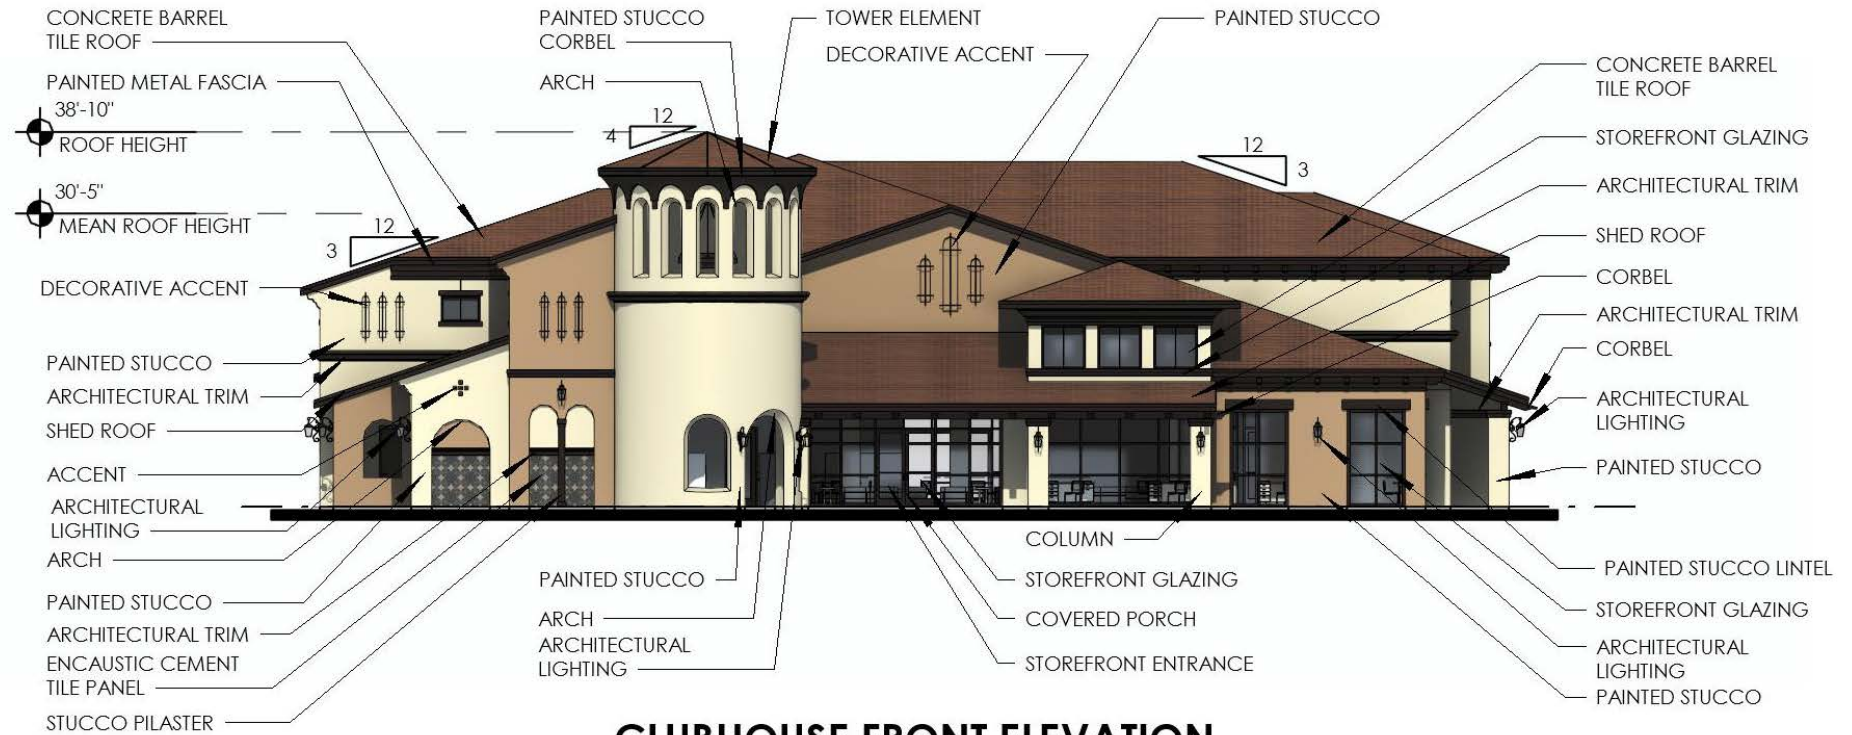 CONCRETE BARREL
TILE ROOF
PAINTED METAL FASCIA
38'-10"
ROOF HEIGHT
30'-5"
MEAN ROOF HEIGHT
12
3
DECORATIVE ACCENT
PAINTED STUCCO
ARCHITECTURAL TRIM
SHED ROOF
ACCENT
ARCHITECTURAL
LIGHTING
ARCH
PAINTED STUCCO
ARCHITECTURAL TRIM
ENCAUSTIC CEMENT
TILE PANEL
STUCCO PILASTER
PAINTED STUCCO
CORBEL
ARCH
12
4
TOWER ELEMENT
DECORATIVE ACCENT
PAINTED STUCCO
12
3
PAINTED STUCCO
ARCH
ARCHITECTURAL
LIGHTING
COLUMN
STOREFRONT GLAZING
COVERED PORCH
STOREFRONT ENTRANCE
CONCRETE BARREL
TILE ROOF
STOREFRONT GLAZING
ARCHITECTURAL TRIM
SHED ROOF
CORBEL
ARCHITECTURAL TRIM
CORBEL
ARCHITECTURAL
LIGHTING
PAINTED STUCCO
PAINTED STUCCO LINTEL
STOREFRONT GLAZING
ARCHITECTURAL
LIGHTING
PAINTED STUCCO
CLUBHOUSE FRONT ELEVATION